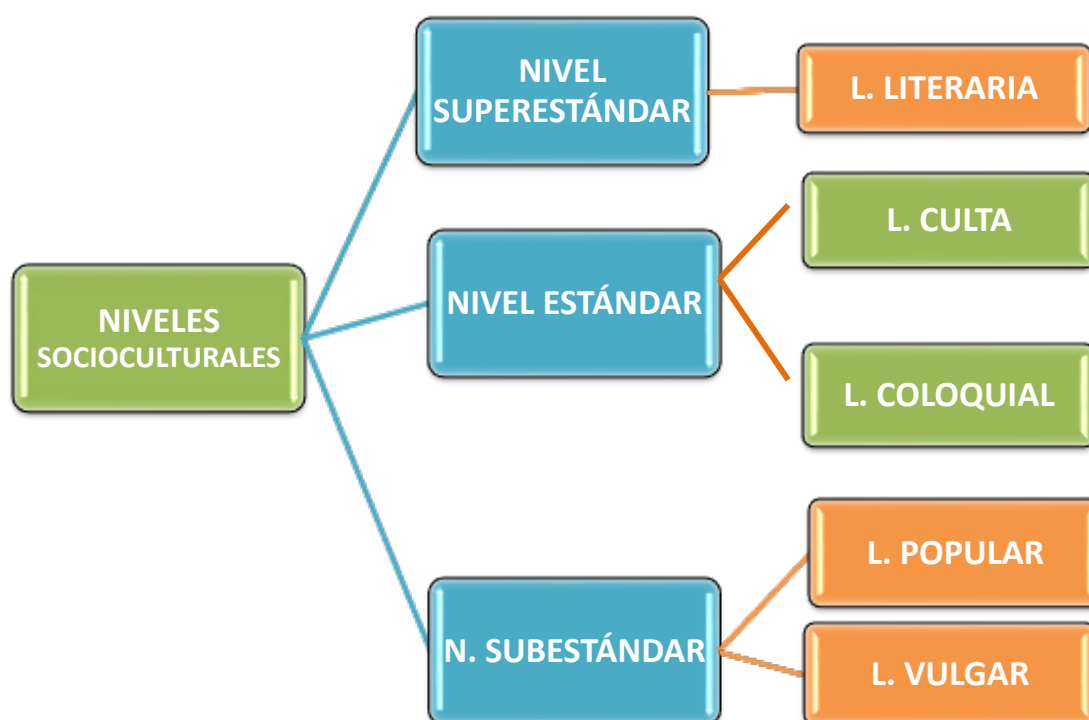 NIVELES
SOCIOCULTURALES
NIVEL
SUPERESTÁNDAR
L. LITERARIA
NIVEL ESTÁNDAR
L. CULTA
L. COLOQUIAL
N. SUBESTÁNDAR
L. POPULAR
L. VULGAR